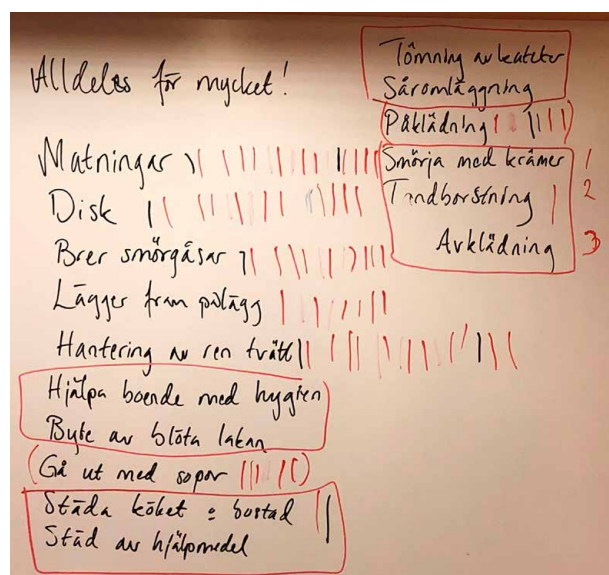 Alldeles för mycket!
Matningar
Disk
Brer smörgåsar
Lägger fram pålägg
Hantering av ren tvätt
Hjälpa boende med hygien
Byte av blöta lakan
(Gå ut med sopor)
Städa köket o bostad
Städ av hjälpmedel
Tömning av kateter
Såromläggning
(Påklädning)
Smörja med krämer 1
Tandborstning 2
Avklädning 3